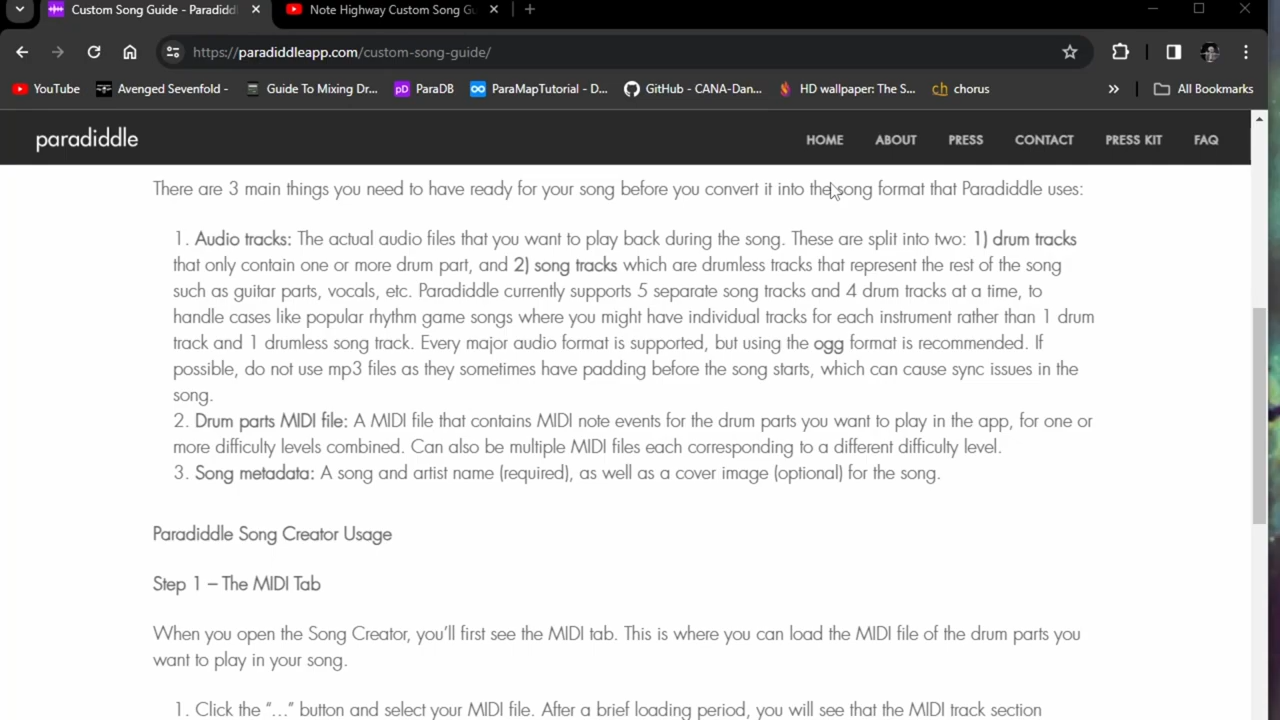 Custom Song Guide - Paradiddl
Note Highway Custom Song Gu
https://paradiddleapp.com/custom-song-guide/
YouTube
Avenged Sevenfold -
Guide To Mixing Dr...
pD ParaDB
ParaMapTutorial - D...
GitHub - CANA-Dan...
HD wallpaper: The S...
ch chorus
All Bookmarks
paradiddle
HOME
ABOUT
PRESS
CONTACT
PRESS KIT
FAQ
There are 3 main things you need to have ready for your song before you convert it into the song format that Paradiddle uses:
1. Audio tracks: The actual audio files that you want to play back during the song. These are split into two: 1) drum tracks
that only contain one or more drum part, and 2) song tracks which are drumless tracks that represent the rest of the song
such as guitar parts, vocals, etc. Paradiddle currently supports 5 separate song tracks and 4 drum tracks at a time, to
handle cases like popular rhythm game songs where you might have individual tracks for each instrument rather than 1 drum
track and 1 drumless song track. Every major audio format is supported, but using the ogg format is recommended. If
possible, do not use mp3 files as they sometimes have padding before the song starts, which can cause sync issues in the
song.
2. Drum parts MIDI file: A MIDI file that contains MIDI note events for the drum parts you want to play in the app, for one or
more difficulty levels combined. Can also be multiple MIDI files each corresponding to a different difficulty level.
3. Song metadata: A song and artist name (required), as well as a cover image (optional) for the song.
Paradiddle Song Creator Usage
Step 1 – The MIDI Tab
When you open the Song Creator, you'll first see the MIDI tab. This is where you can load the MIDI file of the drum parts you
want to play in your song.
1. Click the “…” button and select your MIDI file. After a brief loading period, you will see that the MIDI track section